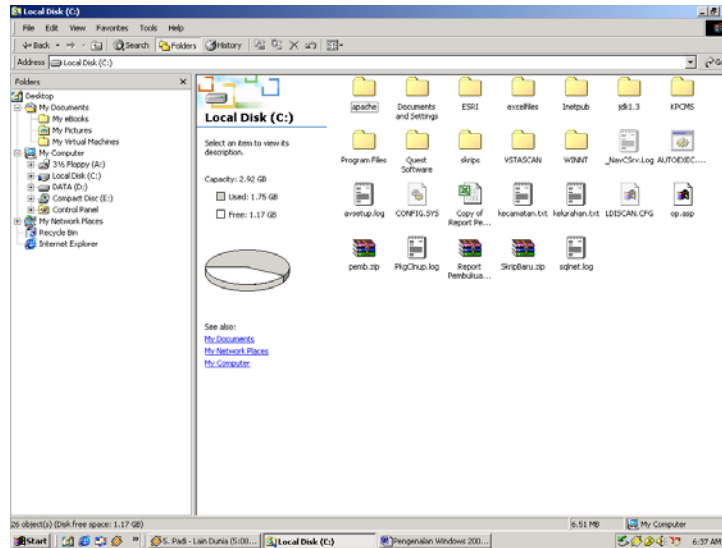 Local Disk (C:)
File Edit View Favorites Tools Help
Back Search Folders History
Address Local Disk (C:)
Folders
Desktop
My Documents
My eBooks
My Pictures
My Virtual Machines
My Computer
3½ Floppy (A:)
Local Disk (C:)
DATA (D:)
Compact Disc (E:)
Control Panel
My Network Places
Recycle Bin
Internet Explorer
Local Disk (C:)
Select an item to view its
description.
Capacity: 2.92 GB
Used: 1.75 GB
Free: 1.17 GB
See also:
My Documents
My Network Places
My Computer
apache Documents and Settings ESRI excelfiles Inetpub jdk1.3 KPCMS
Program Files Quest Software skrips VSTASCAN WINNT _NavCSrv.Log AUTOEXEC....
avsetup.log CONFIG.SYS Copy of Report Pe... kecamatan.txt kelurahan.txt LDISCAN.CFG op.asp
pemb.zip PkgClnup.log Report Pembukua... SkripBaru.zip sqlnet.log
26 object(s) (Disk free space: 1.17 GB) 6.51 MB My Computer
Start S. Padi - Lain Dunia (5:00... Local Disk (C:) Pengenalan Windows 200... 6:37 AM